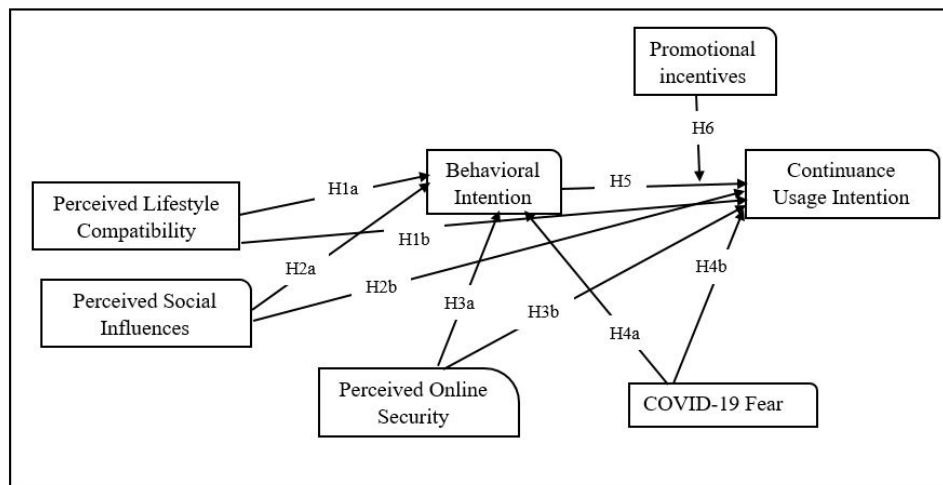 Promotional
incentives
H6
Behavioral
Intention
H5
Continuance
Usage Intention
H1a
Perceived Lifestyle
Compatibility
H1b
H2a
H4b
Perceived Social
Influences
H2b
H3a
H3b
H4a
Perceived Online
Security
COVID-19 Fear